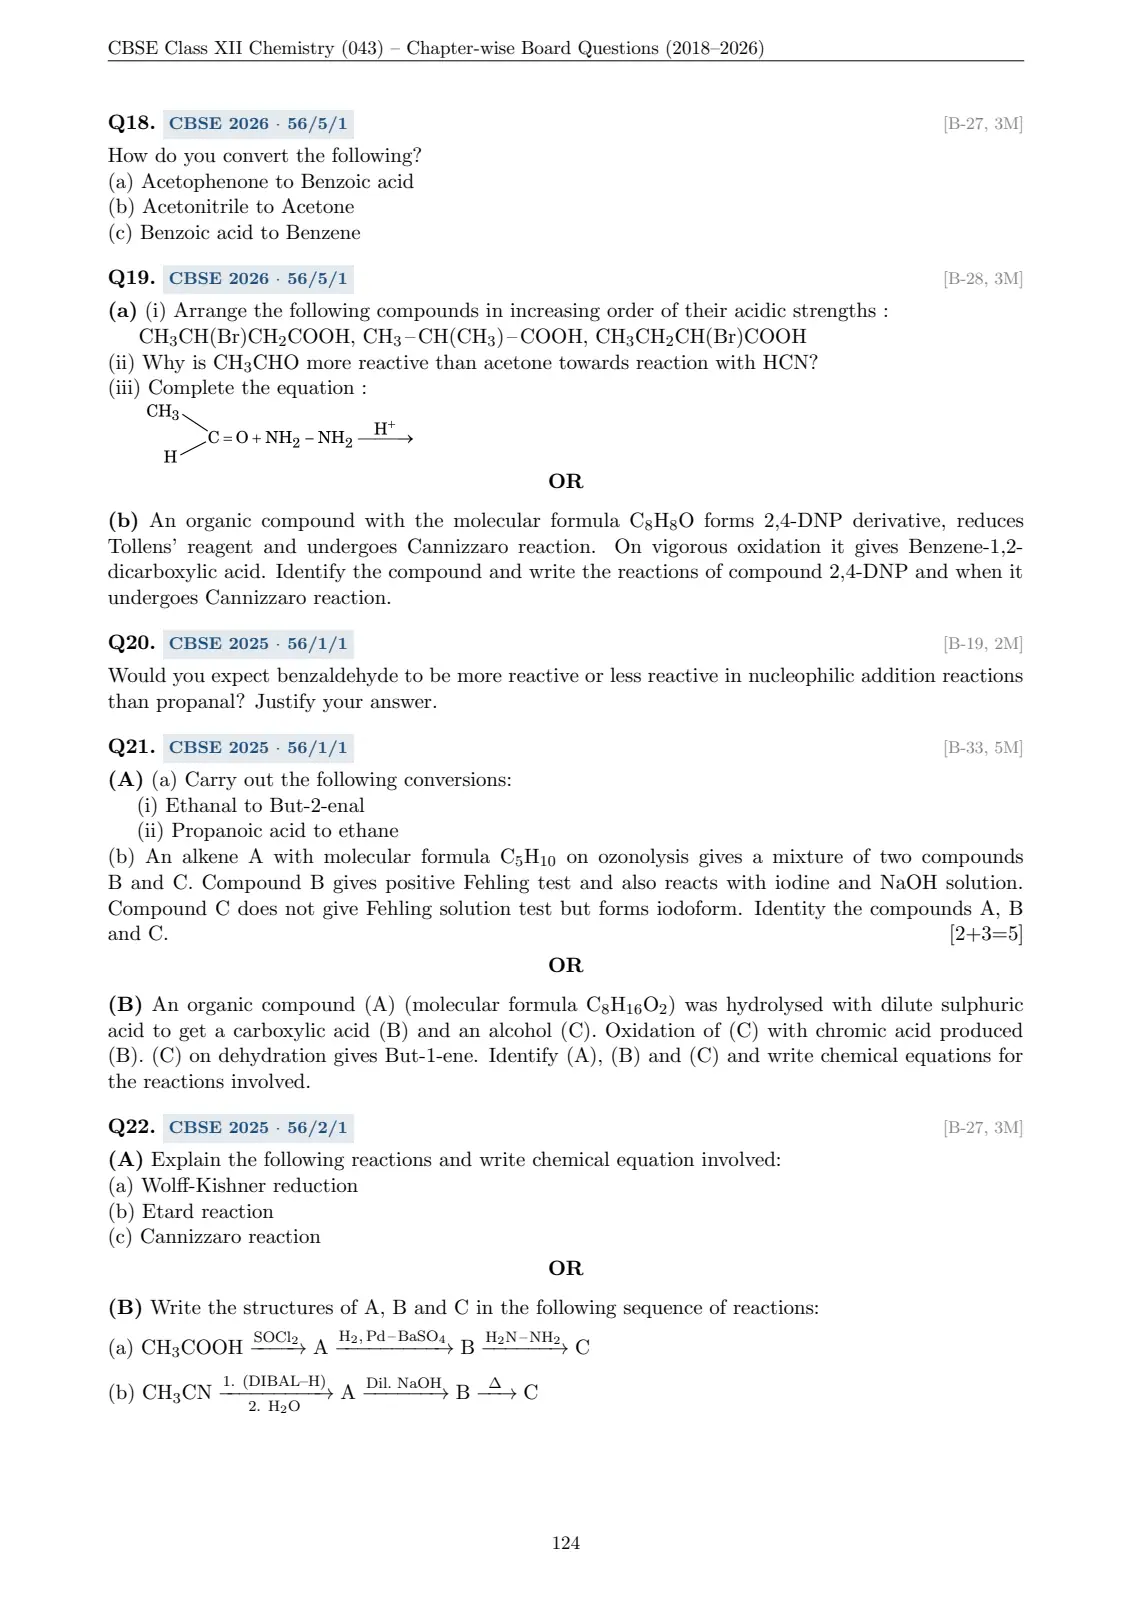 CBSE Class XII Chemistry (043) – Chapter-wise Board Questions (2018–2026)
Q18. CBSE 2026 · 56/5/1 [B-27, 3M]
How do you convert the following?
(a) Acetophenone to Benzoic acid
(b) Acetonitrile to Acetone
(c) Benzoic acid to Benzene
Q19. CBSE 2026 · 56/5/1 [B-28, 3M]
(a) (i) Arrange the following compounds in increasing order of their acidic strengths :
CH₃CH(Br)CH₂COOH, CH₃–CH(CH₃)–COOH, CH₃CH₂CH(Br)COOH
(ii) Why is CH₃CHO more reactive than acetone towards reaction with HCN?
(iii) Complete the equation :
CH₃
C=O + NH₂ – NH₂ H⁺ →
H
OR
(b) An organic compound with the molecular formula C₈H₈O forms 2,4-DNP derivative, reduces
Tollens' reagent and undergoes Cannizzaro reaction. On vigorous oxidation it gives Benzene-1,2-
dicarboxylic acid. Identify the compound and write the reactions of compound 2,4-DNP and when it
undergoes Cannizzaro reaction.
Q20. CBSE 2025 · 56/1/1 [B-19, 2M]
Would you expect benzaldehyde to be more reactive or less reactive in nucleophilic addition reactions
than propanal? Justify your answer.
Q21. CBSE 2025 · 56/1/1 [B-33, 5M]
(A) (a) Carry out the following conversions:
(i) Ethanal to But-2-enal
(ii) Propanoic acid to ethane
(b) An alkene A with molecular formula C₅H₁₀ on ozonolysis gives a mixture of two compounds
B and C. Compound B gives positive Fehling test and also reacts with iodine and NaOH solution.
Compound C does not give Fehling solution test but forms iodoform. Identity the compounds A, B
and C. [2+3=5]
OR
(B) An organic compound (A) (molecular formula C₈H₁₆O₂) was hydrolysed with dilute sulphuric
acid to get a carboxylic acid (B) and an alcohol (C). Oxidation of (C) with chromic acid produced
(B). (C) on dehydration gives But-1-ene. Identify (A), (B) and (C) and write chemical equations for
the reactions involved.
Q22. CBSE 2025 · 56/2/1 [B-27, 3M]
(A) Explain the following reactions and write chemical equation involved:
(a) Wolff-Kishner reduction
(b) Etard reaction
(c) Cannizzaro reaction
OR
(B) Write the structures of A, B and C in the following sequence of reactions:
(a) CH₃COOH SOCl₂ → A H₂, Pd–BaSO₄ → B H₂N–NH₂ → C
(b) CH₃CN 1. (DIBAL–H) 2. H₂O → A Dil. NaOH → B Δ → C
124